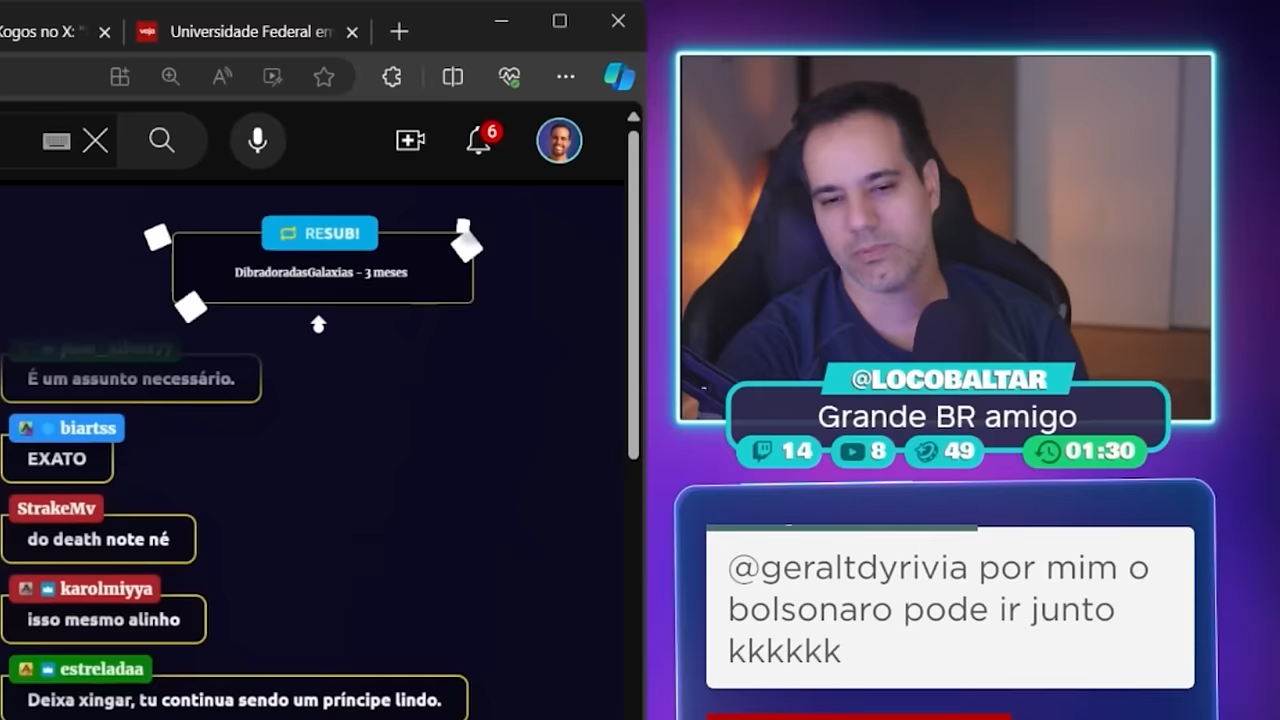 Kogos no X: "
veja
Universidade Federal em
6
RESUB!
DibradoradasGalaxias - 3 meses
É um assunto necessário.
biartss
EXATO
StrakeMv
do death note né
karolmiyya
isso mesmo alinho
estreladaa
Deixa xingar, tu continua sendo um príncipe lindo.
@LOCOBALTAR
Grande BR amigo
14
8
49
01:30
@geraltdyrivia por mim o
bolsonaro pode ir junto
kkkkkk